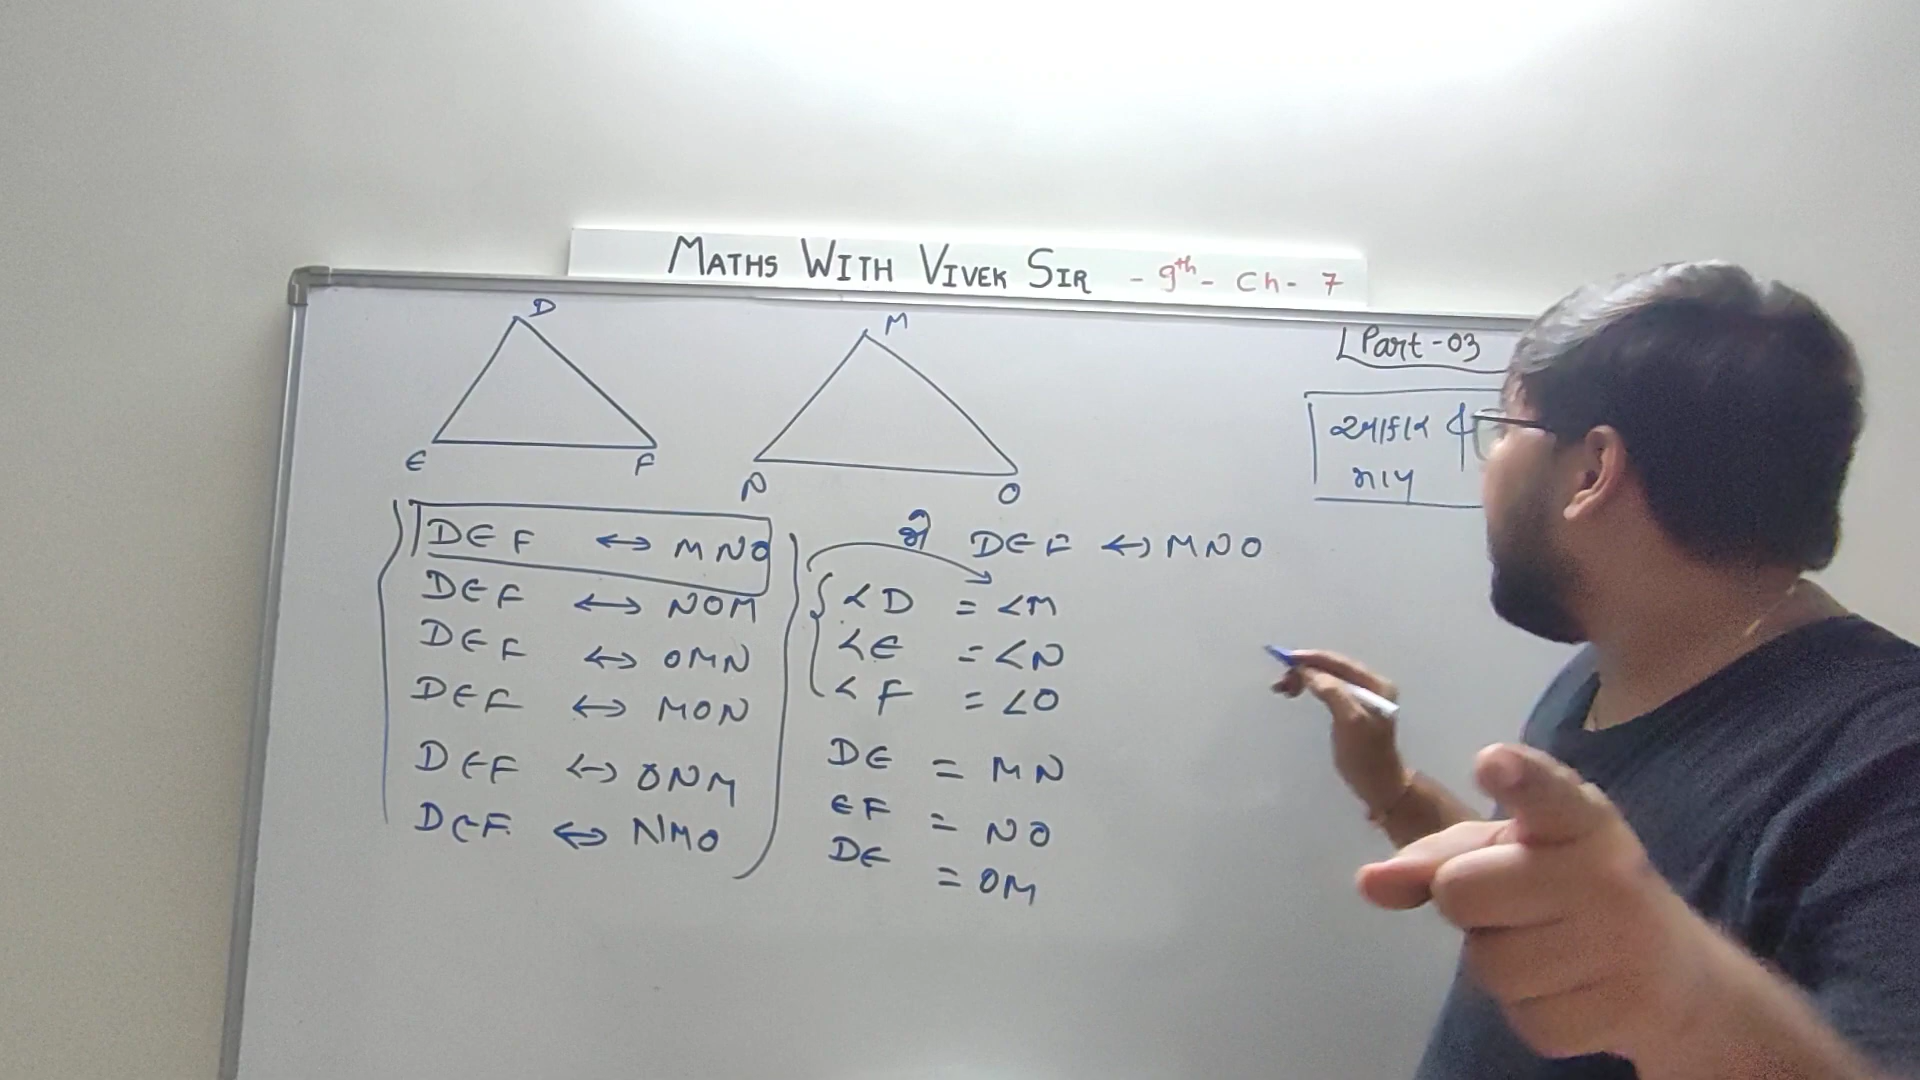 MATHS WITH VIVEK SIR - 9th - Ch - 7
Part - 03
D
E
F
M
N
O
DEF ↔ MNO
DEF ↔ NOM
DEF ↔ OMN
DEF ↔ MON
DEF ↔ ONM
DEF ↔ NMO
જો DEF ↔ MNO
∠D = ∠M
∠E = ∠N
∠F = ∠O
DE = MN
EF = NO
DE = OM
આકાર
માપ